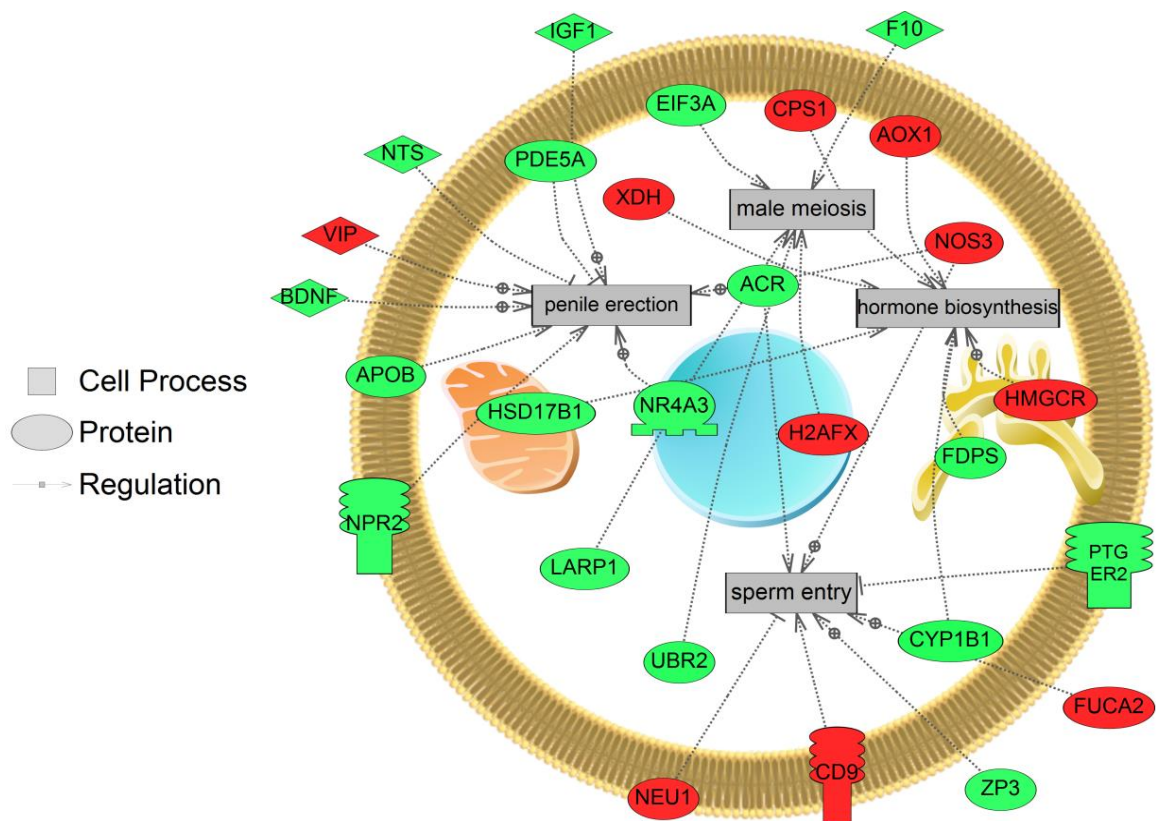 IGF1
F10
EIF3A
CPS1
AOX1
NTS
PDE5A
XDH
male meiosis
VIP
NOS3
ACR
BDNF
penile erection
hormone biosynthesis
Cell Process
APOB
HSD17B1
NR4A3
HMGCR
Protein
H2AFX
FDPS
Regulation
NPR2
PTG
ER2
LARP1
sperm entry
UBR2
CYP1B1
FUCA2
CD9
NEU1
ZP3